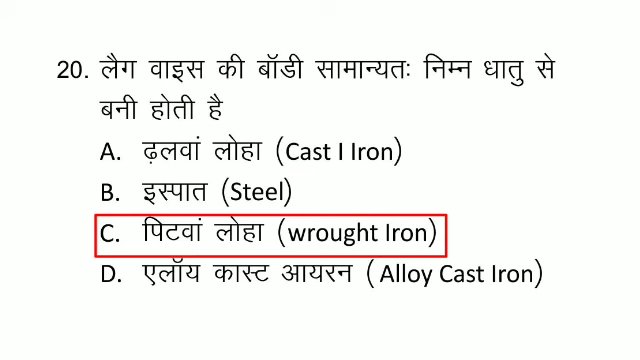 20. लैग वाइस की बॉडी सामान्यतः निम्न धातु से
बनी होती है
A. ढ़लवां लोहा (Cast I Iron)
B. इस्पात (Steel)
C. पिटवां लोहा (wrought Iron)
D. एलॉय कास्ट आयरन ( Alloy Cast Iron)